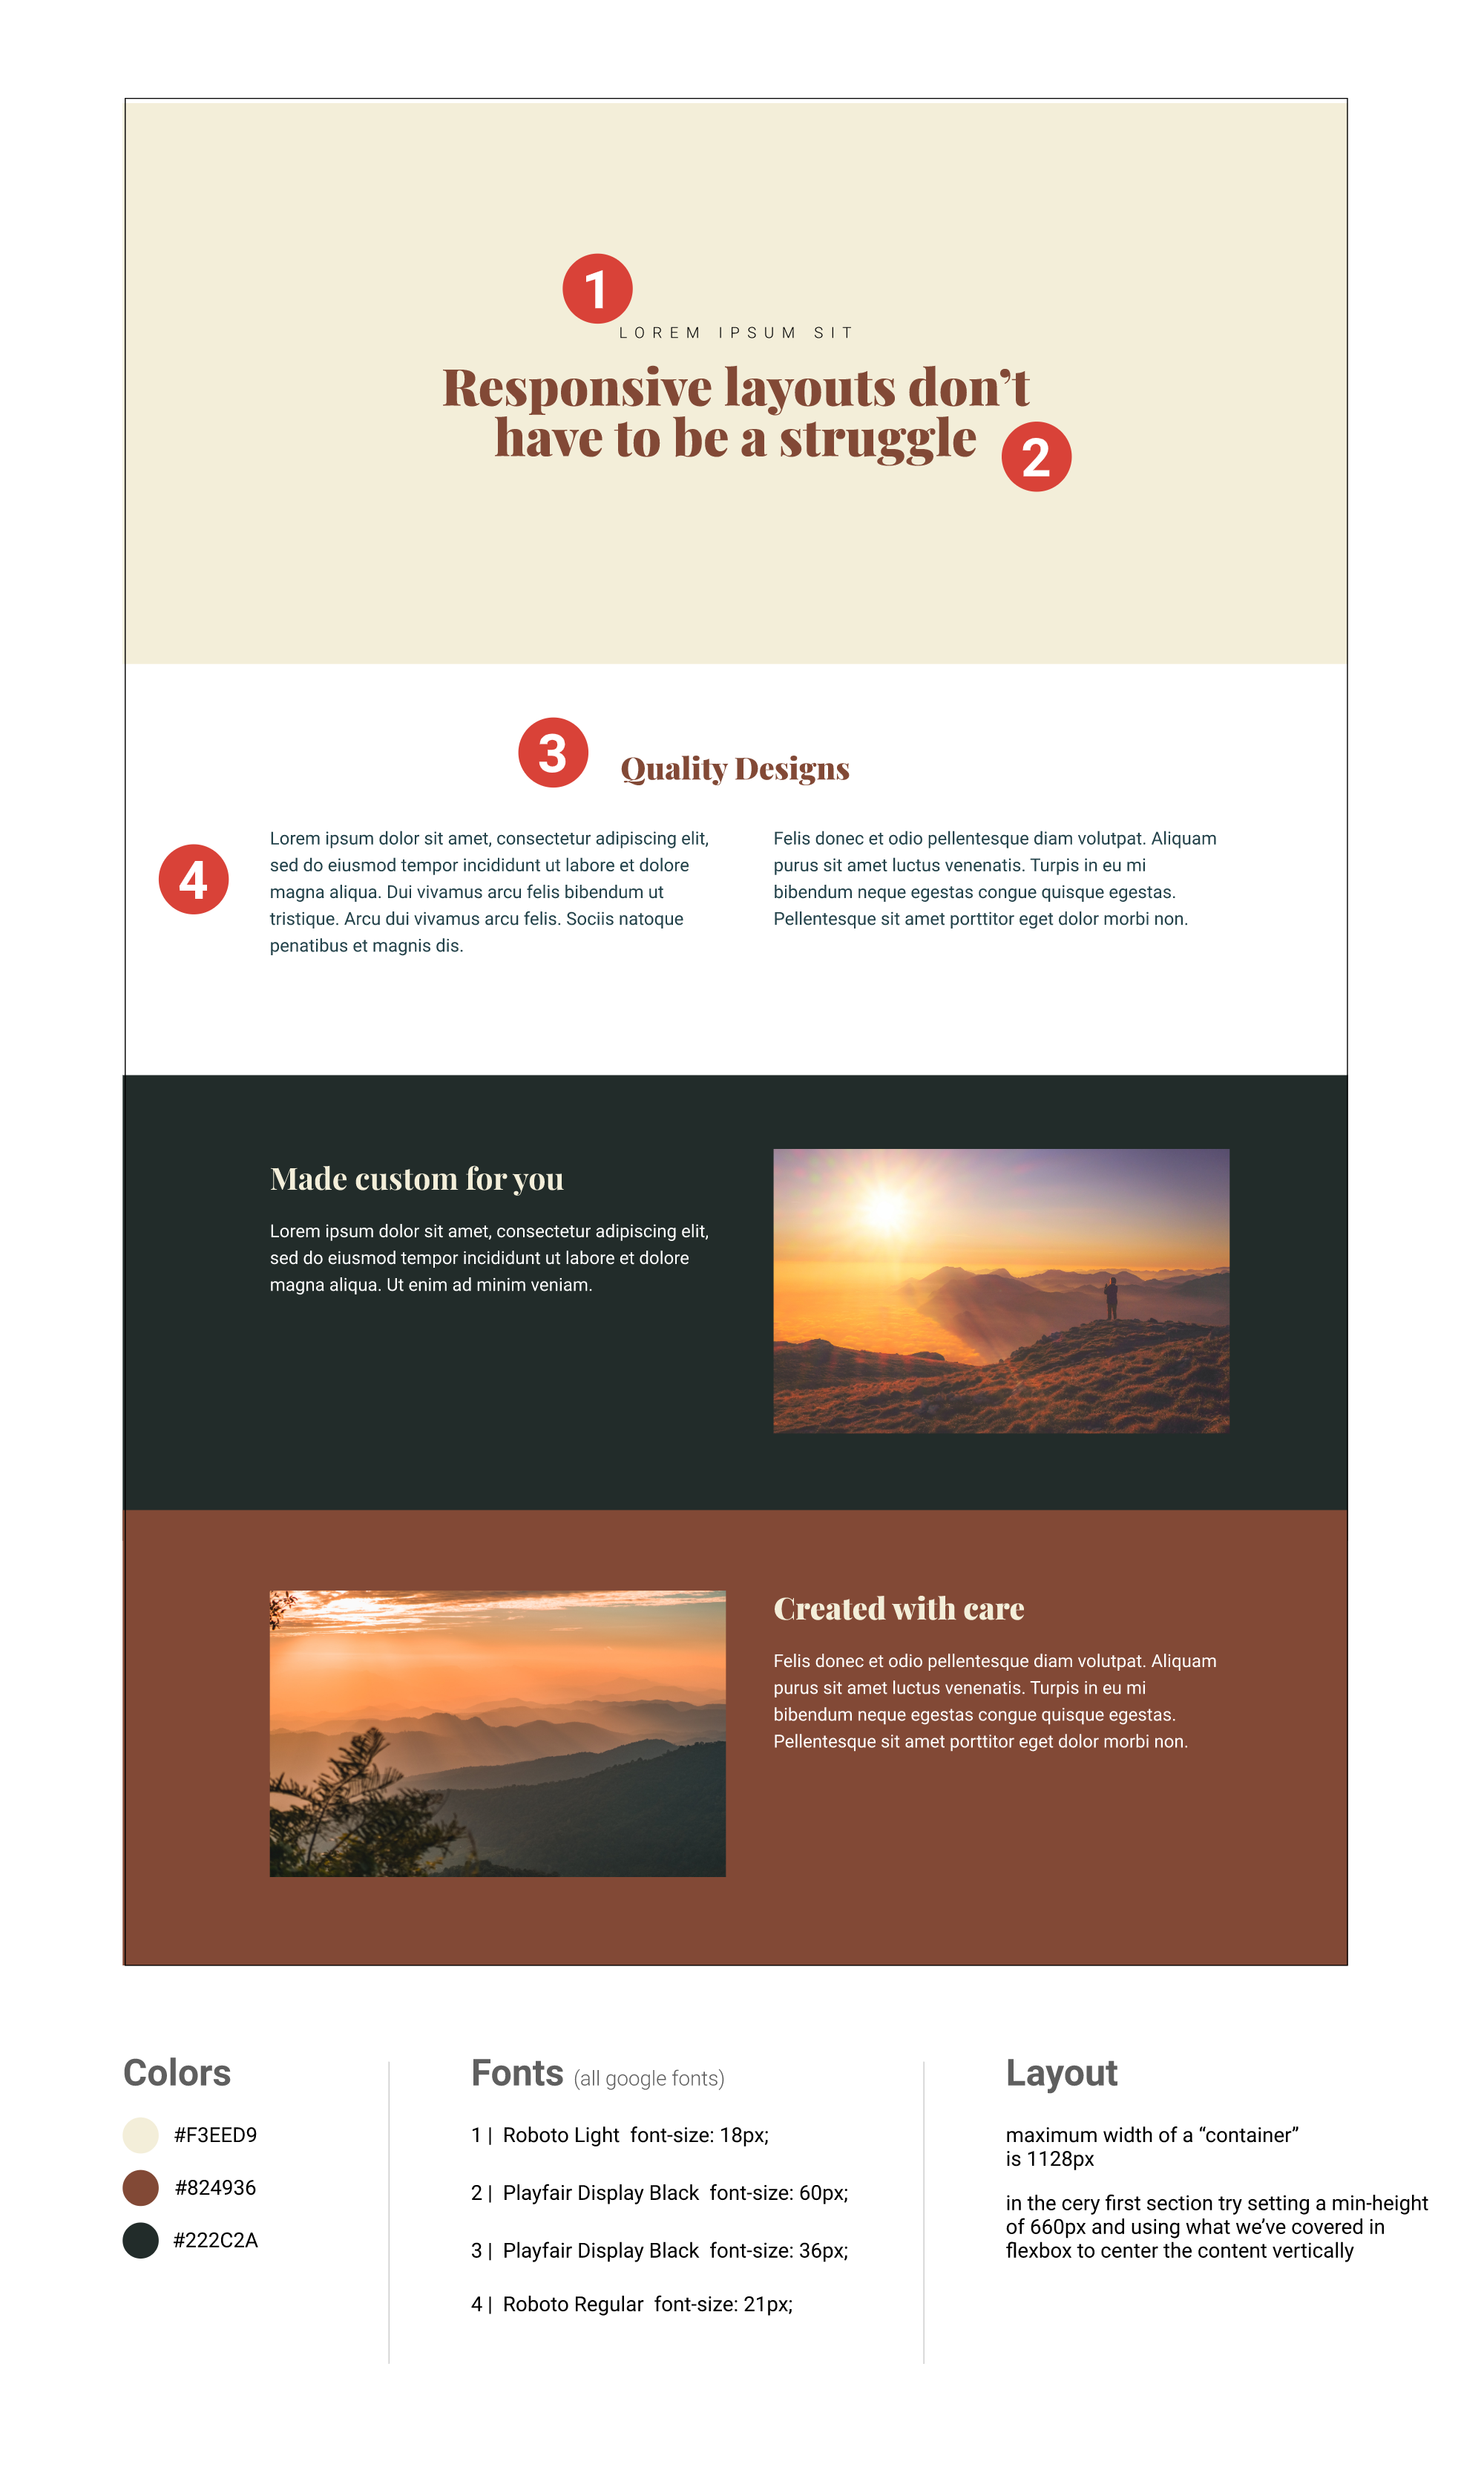 1
LOREM IPSUM SIT
Responsive layouts don’t
have to be a struggle
2
3
Quality Designs
4
Lorem ipsum dolor sit amet, consectetur adipiscing elit,
sed do eiusmod tempor incididunt ut labore et dolore
magna aliqua. Dui vivamus arcu felis bibendum ut
tristique. Arcu dui vivamus arcu felis. Sociis natoque
penatibus et magnis dis.
Felis donec et odio pellentesque diam volutpat. Aliquam
purus sit amet luctus venenatis. Turpis in eu mi
bibendum neque egestas congue quisque egestas.
Pellentesque sit amet porttitor eget dolor morbi non.
Made custom for you
Lorem ipsum dolor sit amet, consectetur adipiscing elit,
sed do eiusmod tempor incididunt ut labore et dolore
magna aliqua. Ut enim ad minim veniam.
Created with care
Felis donec et odio pellentesque diam volutpat. Aliquam
purus sit amet luctus venenatis. Turpis in eu mi
bibendum neque egestas congue quisque egestas.
Pellentesque sit amet porttitor eget dolor morbi non.
Colors
#F3EED9
#824936
#222C2A
Fonts (all google fonts)
1 | Roboto Light font-size: 18px;
2 | Playfair Display Black font-size: 60px;
3 | Playfair Display Black font-size: 36px;
4 | Roboto Regular font-size: 21px;
Layout
maximum width of a “container”
is 1128px
in the cery first section try setting a min-height
of 660px and using what we’ve covered in
flexbox to center the content vertically